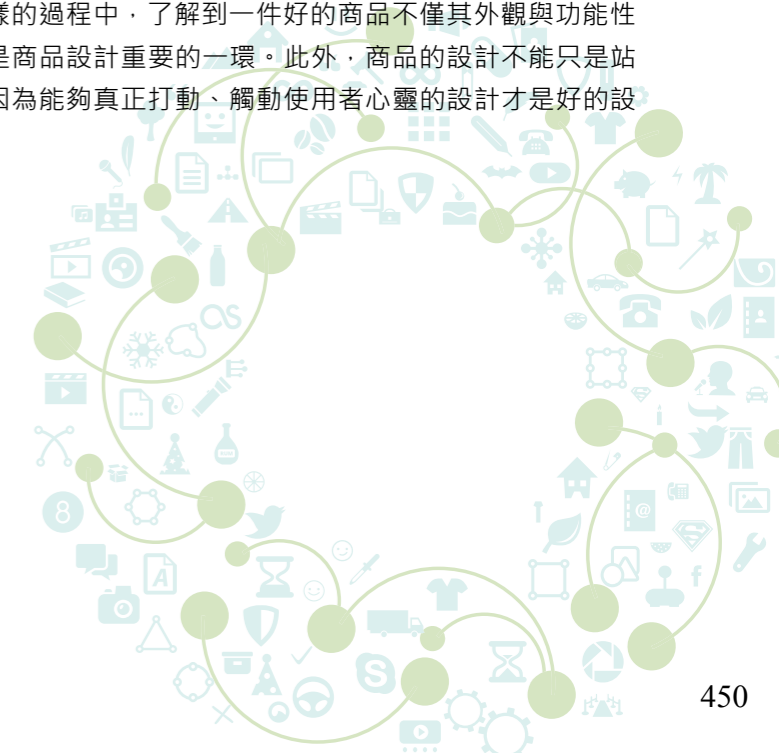 樣的過程中，了解到一件好的商品不僅其外觀與功能性
是商品設計重要的一環。此外，商品的設計不能只是站
因為能夠真正打動、觸動使用者心靈的設計才是好的設
450